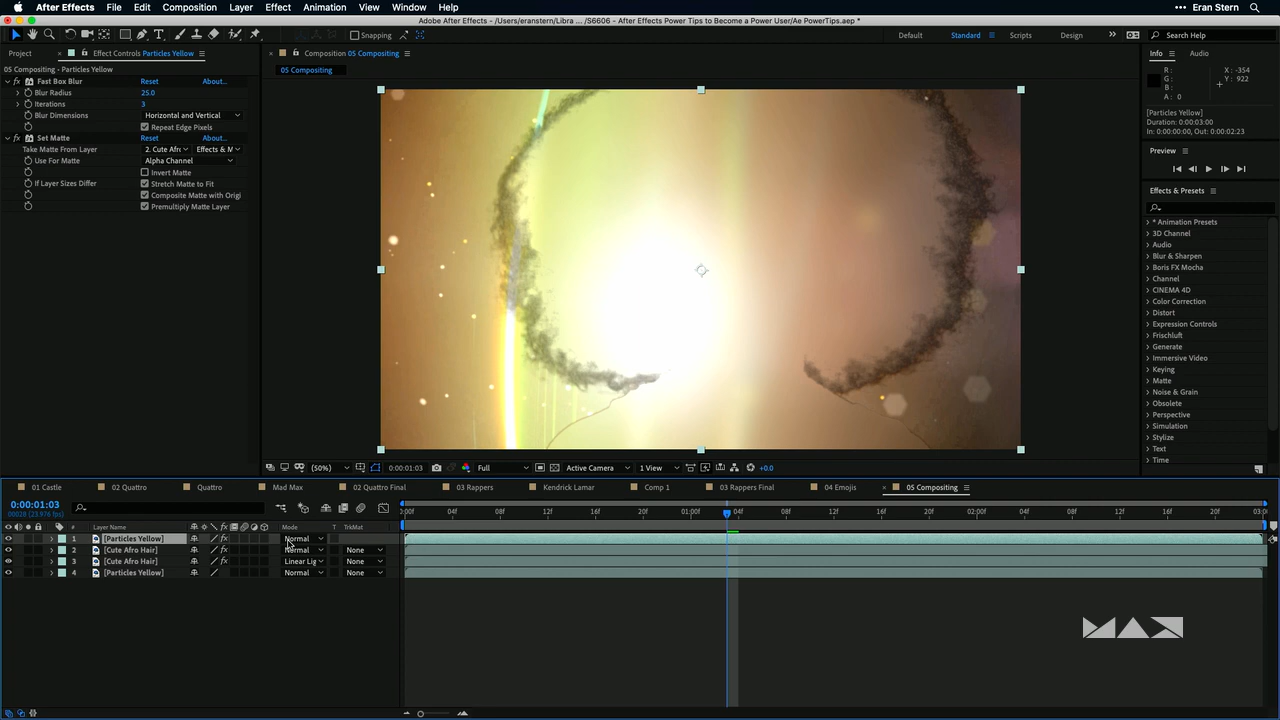 After Effects File Edit Composition Layer Effect Animation View Window Help Eran Stern
Adobe After Effects - /Users/eranstern/Libra ... /S6606 - After Effects Power Tips to Become a Power User/Ae PowerTips.aep *
Snapping Default Standard Scripts Design Search Help
Project Effect Controls Particles Yellow Composition 05 Compositing Info Audio
05 Compositing • Particles Yellow
05 Compositing
Fast Box Blur Reset About...
Blur Radius 25.0
Iterations 3
Blur Dimensions Horizontal and Vertical
Repeat Edge Pixels
Set Matte Reset About...
Take Matte From Layer 2. Cute Afr Effects & M
Use For Matte Alpha Channel
Invert Matte
If Layer Sizes Differ Stretch Matte to Fit
Composite Matte with Origi
Premultiply Matte Layer
R :
G :
B :
A : 0
X : -354
Y : 922
[Particles Yellow]
Duration: 0:00:03:00
In: 0:00:00:00, Out: 0:00:02:23
Preview
Effects & Presets
* Animation Presets
3D Channel
Audio
Blur & Sharpen
Boris FX Mocha
Channel
CINEMA 4D
Color Correction
Distort
Expression Controls
Frischluft
Generate
Immersive Video
Keying
Matte
Noise & Grain
Obsolete
Perspective
Simulation
Stylize
Text
Time
(50%) 0:00:01:03 Full Active Camera 1 View +0.0
01 Castle 02 Quattro Quattro Mad Max 02 Quattro Final 03 Rappers Kendrick Lamar Comp 1 03 Rappers Final 04 Emojis 05 Compositing
0:00:01:03
00028 (23.976 fps)
:00f 04f 08f 12f 16f 20f 01:00f 04f 08f 12f 16f 20f 02:00f 04f 08f 12f 16f 20f 03:0
# Layer Name Mode T TrkMat
1 [Particles Yellow] Normal
2 [Cute Afro Hair] Normal None
3 [Cute Afro Hair] Linear Lig None
4 [Particles Yellow] Normal None
MAX